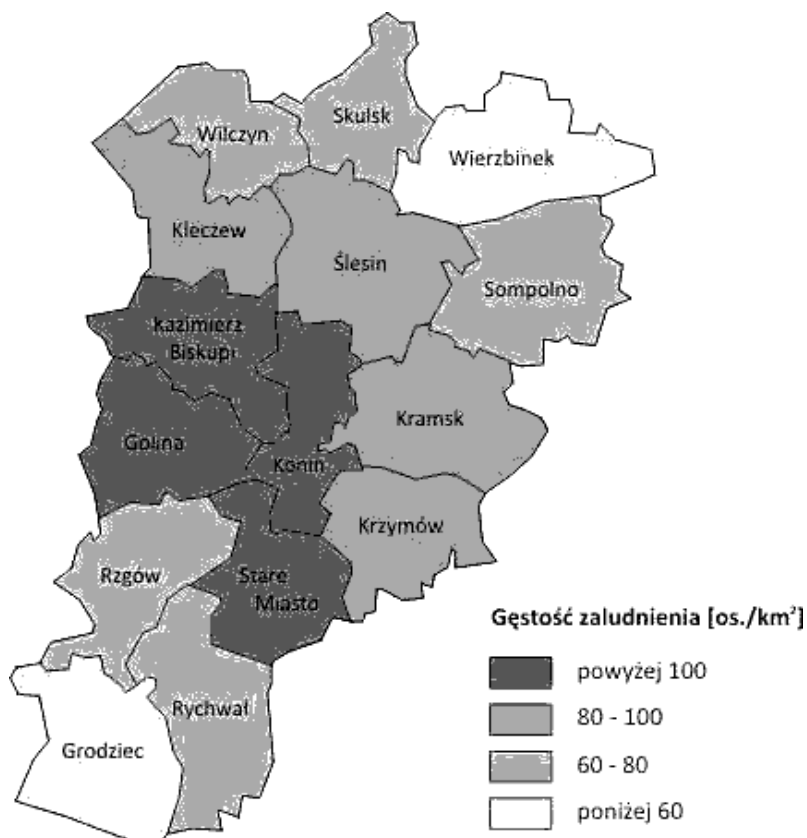 Skulsk
Wilczyn
Wierzbinek
Kleczew
Ślesin
Sompolno
Kazimierz
Biskupi
Kramsk
Golina
Konin
Krzymów
Rzgów
Stare
Miasto
Rychwał
Grodziec
Gęstość zaludnienia [os./km²]
powyżej 100
80 - 100
60 - 80
poniżej 60